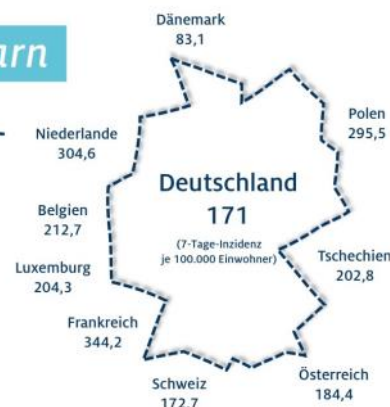 arn
Dänemark
83,1
Polen
295,5
Niederlande
304,6
Deutschland
171
(7-Tage-Inzidenz
je 100.000 Einwohner)
Belgien
212,7
Tschechien
202,8
Luxemburg
204,3
Frankreich
344,2
Österreich
184,4
Schweiz
172,7